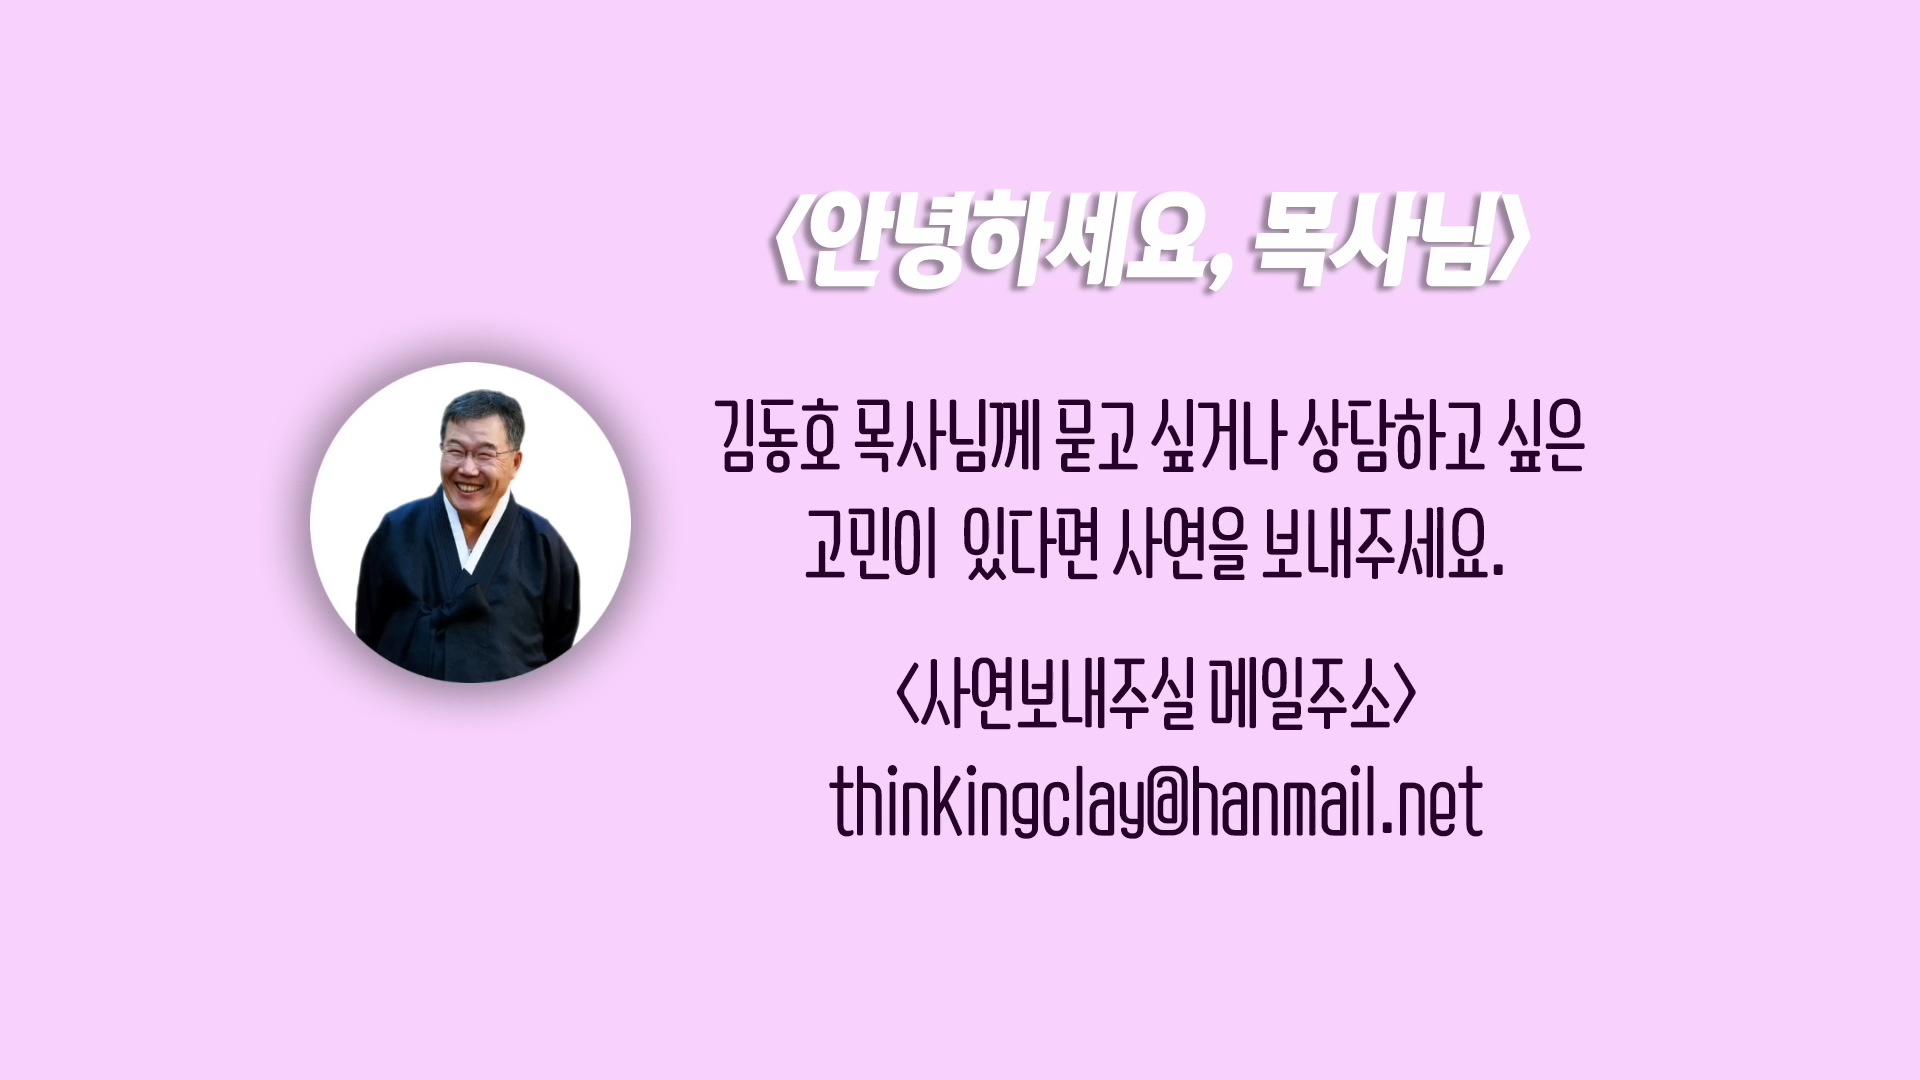 <안녕하세요, 목사님>
김동호 목사님께 묻고 싶거나 상담하고 싶은
고민이 있다면 사연을 보내주세요.
<사연보내주실 메일주소>
thinkingclay@hanmail.net